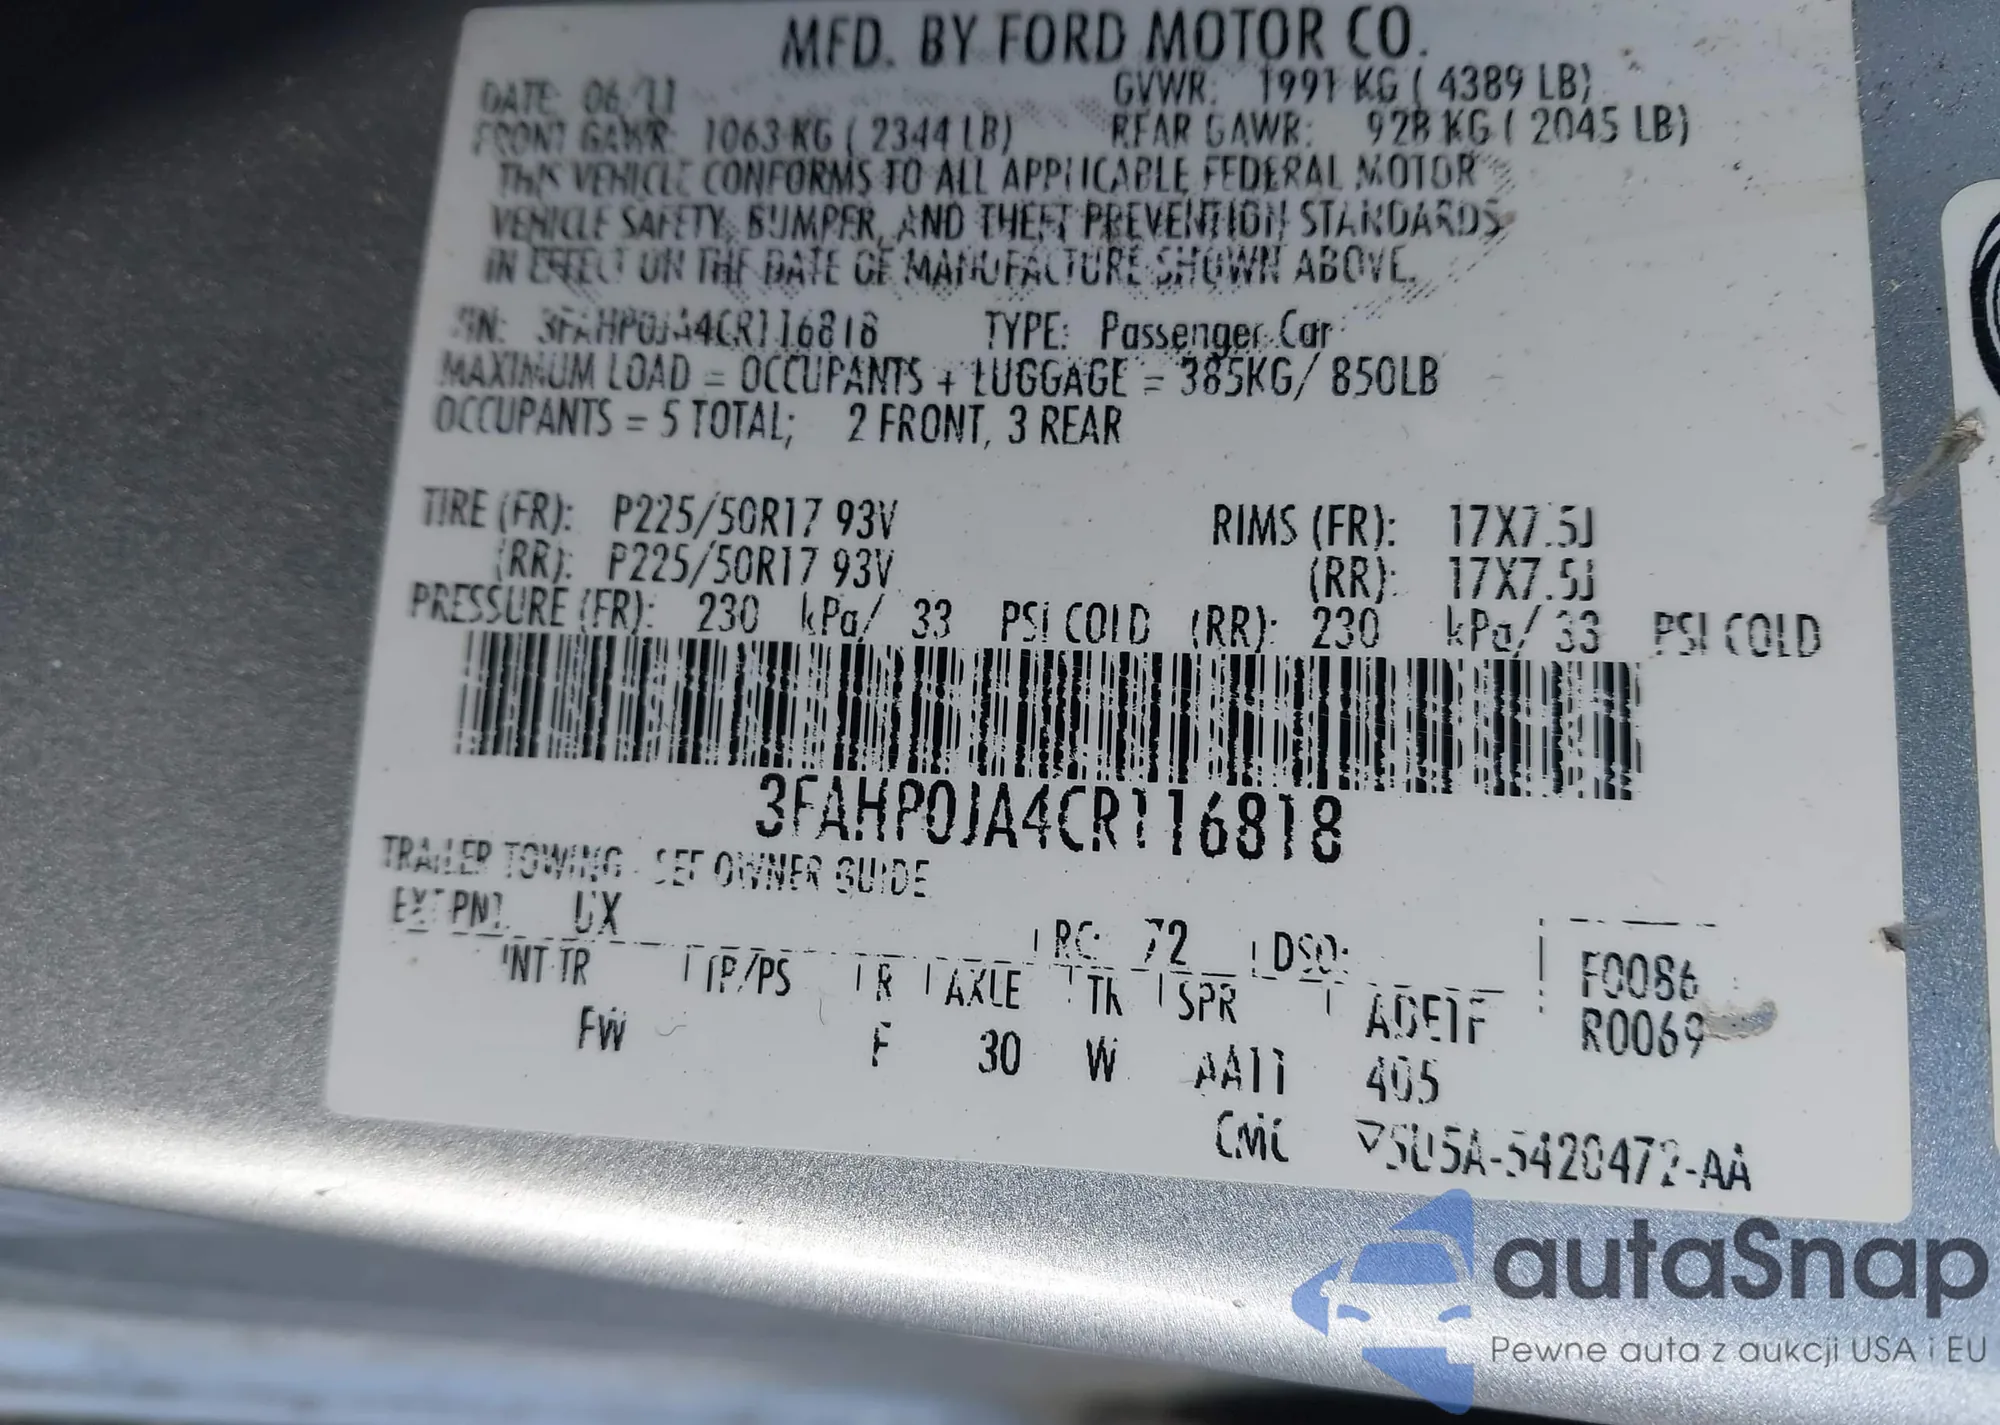 MFD. BY FORD MOTOR CO.
DATE: 06/11 GVWR: 1991 KG ( 4389 LB)
FRONT GAWR: 1063 KG ( 2344 LB) REAR GAWR: 928 KG ( 2045 LB)
THIS VEHICLE CONFORMS TO ALL APPLICABLE FEDERAL MOTOR
VEHICLE SAFETY, BUMPER, AND THEFT PREVENTION STANDARDS
IN EFFECT ON THE DATE OF MANUFACTURE SHOWN ABOVE.
VIN: 3FAHP0JA4CR116818 TYPE: Passenger Car
MAXIMUM LOAD = OCCUPANTS + LUGGAGE = 385KG/ 850LB
OCCUPANTS = 5 TOTAL; 2 FRONT, 3 REAR
TIRE (FR): P225/50R17 93V RIMS (FR): 17X7.5J
(RR): P225/50R17 93V (RR): 17X7.5J
PRESSURE (FR): 230 kPa/ 33 PSI COLD (RR): 230 kPa/ 33 PSI COLD
3FAHP0JA4CR116818
TRAILER TOWING - SEE OWNER GUIDE
EXT PNT: UX RC: 72 DSO: F0086
INT TR TP/PS R AXLE TR SPR R0069
FW F 30 W AA11 405
CMC
autaSnap
Pewne auta z aukcji USA i EU